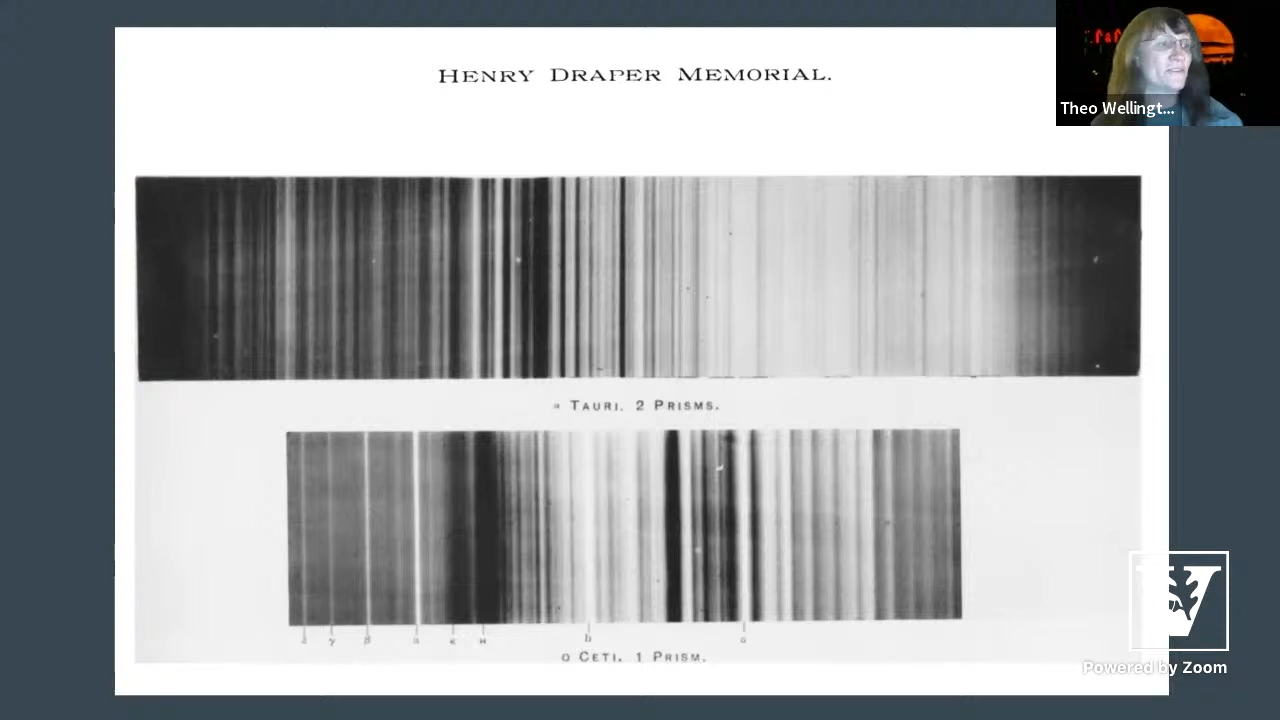 HENRY DRAPER MEMORIAL.
Theo Wellingt...
α TAURI. 2 PRISMS.
γ β α K H h G
O CETI. 1 PRISM.
V
Powered by Zoom